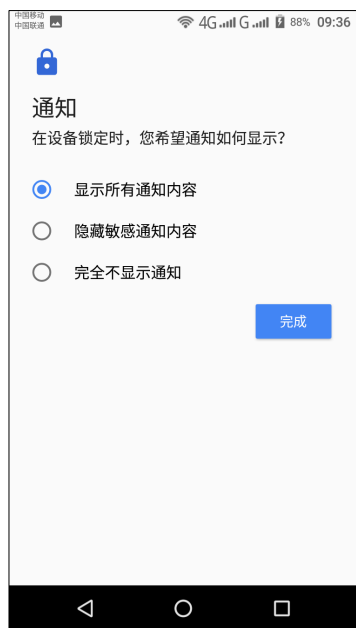 中国移动
中国联通 4G G 88% 09:36
通知
在设备锁定时，您希望通知如何显示？
显示所有通知内容
隐藏敏感通知内容
完全不显示通知
完成